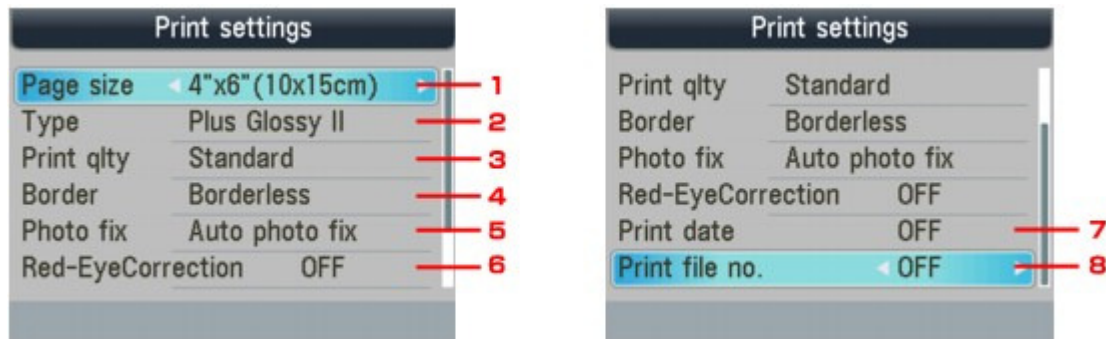 Print settings
Page size 4"x6"(10x15cm) 1
Type Plus Glossy II 2
Print qlty Standard 3
Border Borderless 4
Photo fix Auto photo fix 5
Red-EyeCorrection OFF 6
Print settings
Print qlty Standard
Border Borderless
Photo fix Auto photo fix
Red-EyeCorrection OFF
Print date OFF 7
Print file no. OFF 8